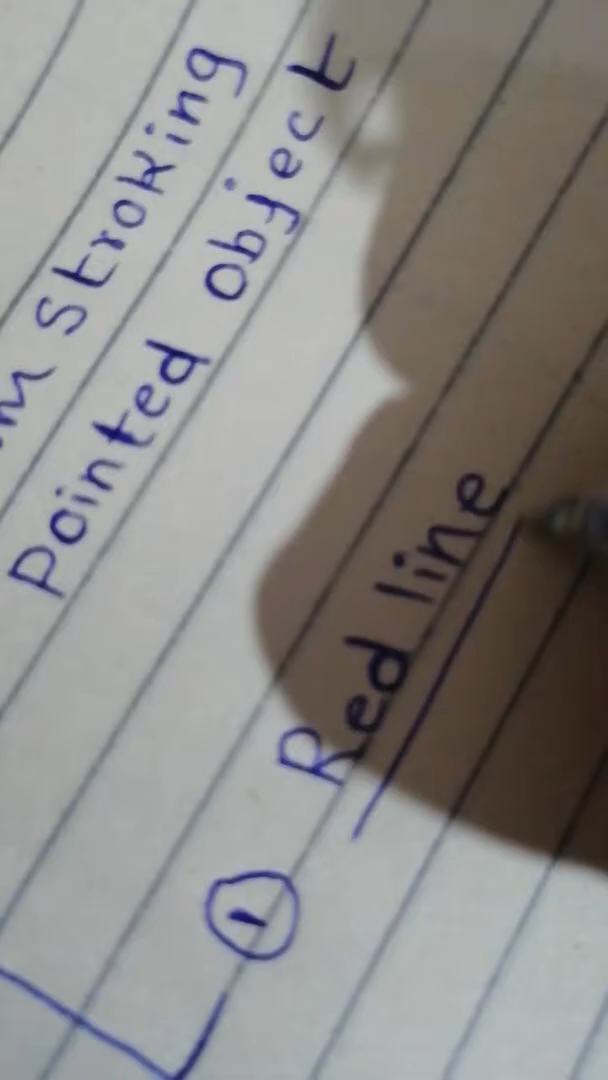 Stroking
Pointed object
① Red line